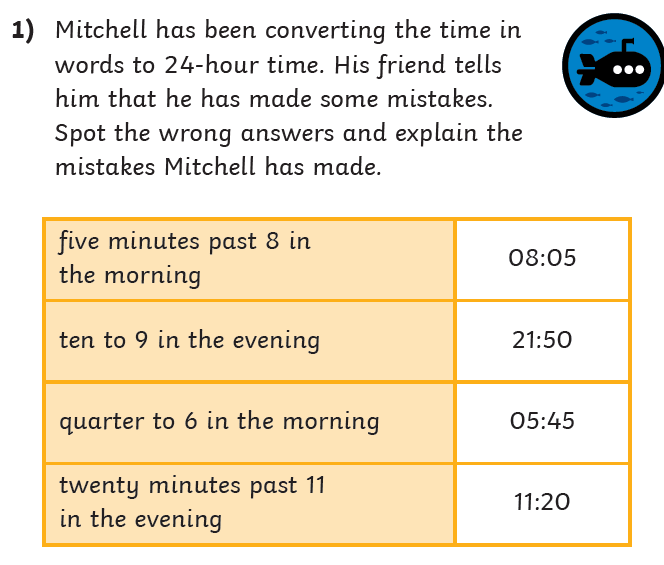 1) Mitchell has been converting the time in
words to 24-hour time. His friend tells
him that he has made some mistakes.
Spot the wrong answers and explain the
mistakes Mitchell has made.
five minutes past 8 in
the morning
08:05
ten to 9 in the evening
21:50
quarter to 6 in the morning
05:45
twenty minutes past 11
in the evening
11:20